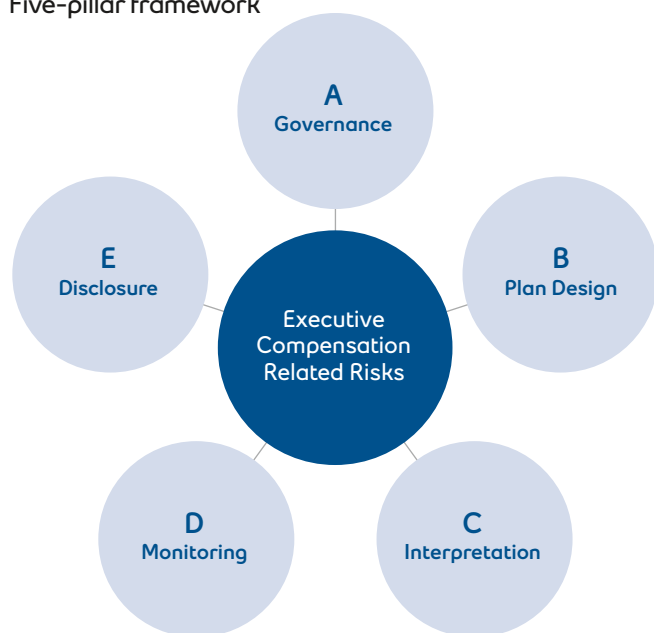 Five-pillar framework
A
Governance
B
Plan Design
C
Interpretation
D
Monitoring
E
Disclosure
Executive
Compensation
Related Risks